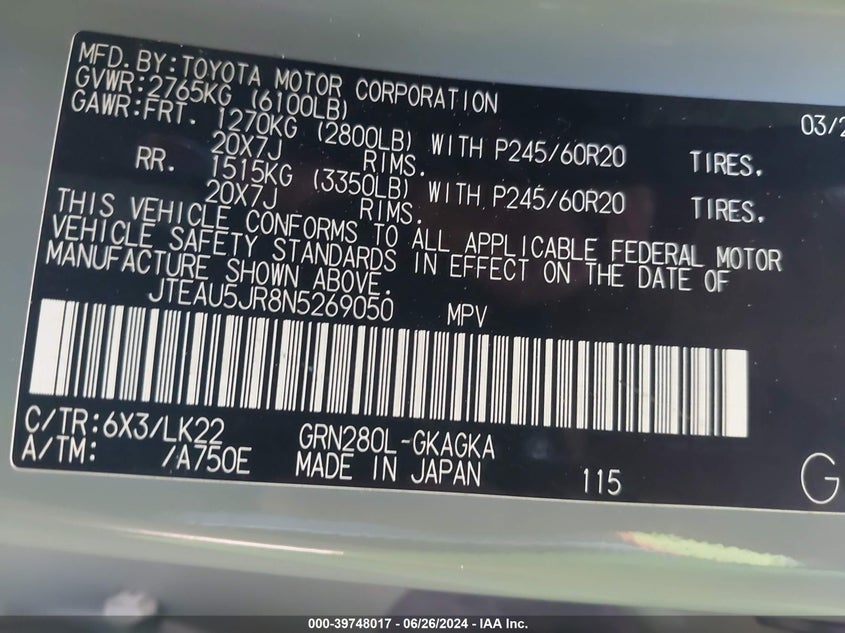 MFD. BY: TOYOTA MOTOR CORPORATION
03/2
GVWR: 2765KG (6100LB)
GAWR: FRT. 1270KG (2800LB) WITH P245/60R20 TIRES.
20X7J RIMS.
RR. 1515KG (3350LB) WITH P245/60R20 TIRES.
20X7J RIMS.
THIS VEHICLE CONFORMS TO ALL APPLICABLE FEDERAL MOTOR
VEHICLE SAFETY STANDARDS IN EFFECT ON THE DATE OF
MANUFACTURE SHOWN ABOVE.
JTEAU5JR8N5269050 MPV
C/TR: 6X3/LK22 GRN280L-GKAGKA
A/TM: /A750E MADE IN JAPAN 115
G
000-39748017 - 06/26/2024 - IAA Inc.